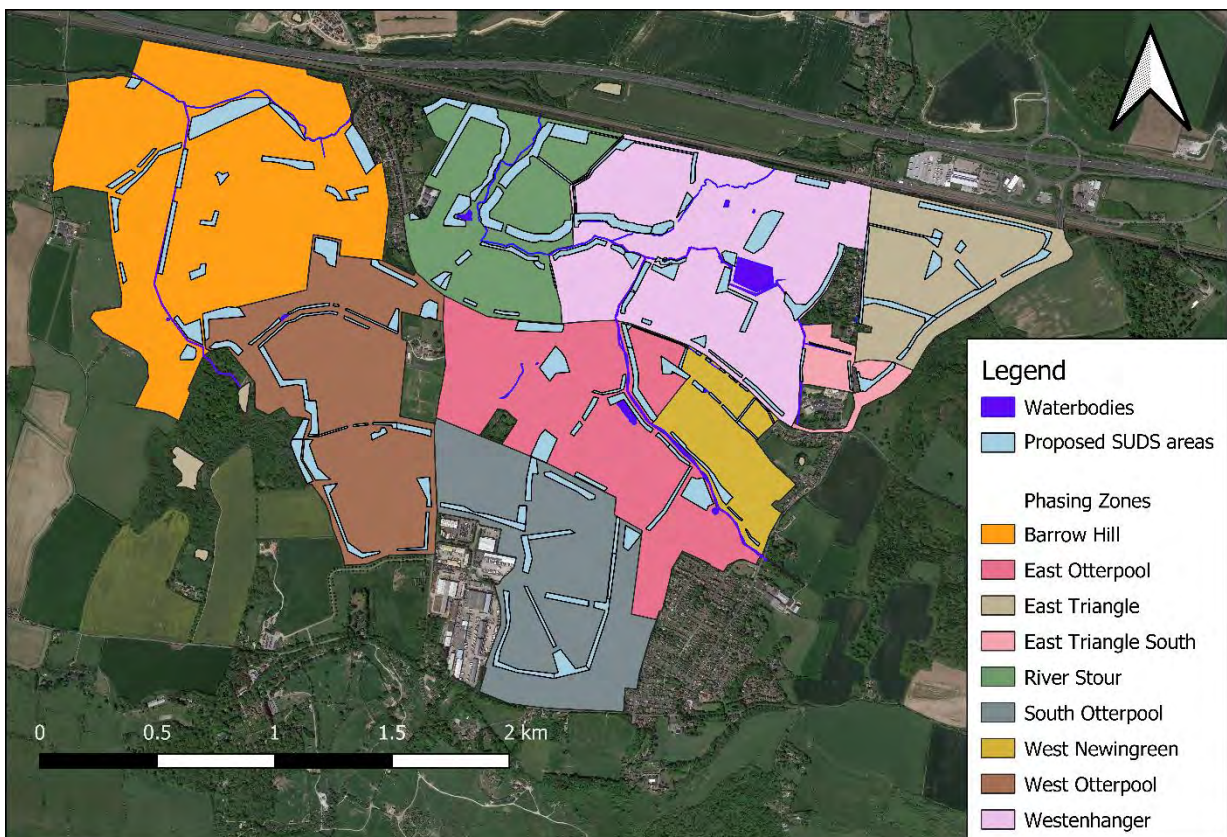 Legend
Waterbodies
Proposed SUDS areas
Phasing Zones
Barrow Hill
East Otterpool
East Triangle
East Triangle South
River Stour
South Otterpool
West Newingreen
West Otterpool
Westenhanger
0 0.5 1 1.5 2 km